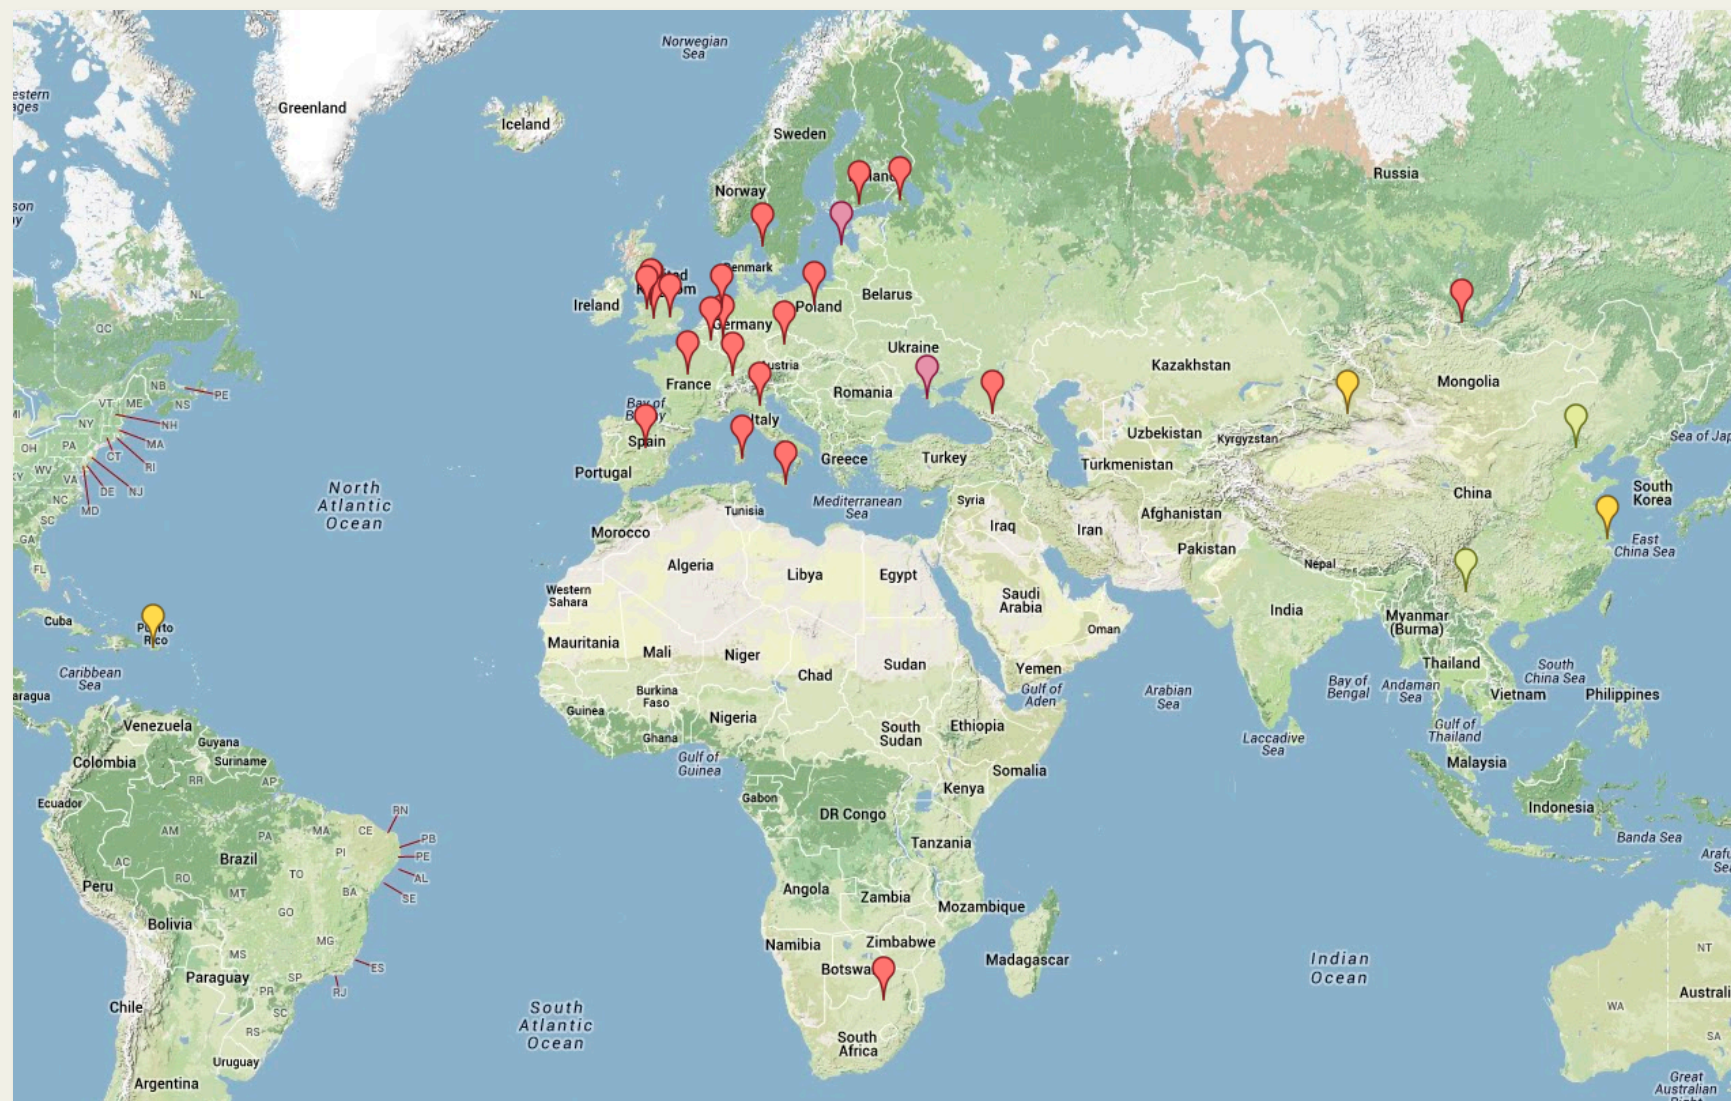 Norwegian
Sea
Greenland
Iceland
Sweden
Norway
Russia
Denmark
Ireland
Poland
Belarus
Germany
Ukraine
Austria
Kazakhstan
Mongolia
France
Romania
Bay of
Italy
Spain
Uzbekistan
Kyrgyzstan
Greece
Turkey
Turkmenistan
Portugal
China
South
Korea
Mediterranean
Sea
Syria
Tunisia
Afghanistan
Morocco
Iraq
Iran
East
China Sea
Pakistan
Nepal
Algeria
Libya
Egypt
Western
Sahara
Saudi
Arabia
India
Myanmar
(Burma)
Oman
Mauritania
Mali
Niger
Chad
Sudan
Yemen
Thailand
South
China Sea
Gulf of
Aden
Arabian
Sea
Bay of
Bengal
Andaman
Sea
Vietnam
Philippines
Burkina
Faso
Guinea
Nigeria
Ghana
South
Sudan
Ethiopia
Gulf of
Thailand
Laccadive
Sea
Gulf of
Guinea
Somalia
Malaysia
Kenya
Gabon
DR Congo
Indonesia
Banda Sea
Tanzania
Angola
Zambia
Mozambique
Namibia
Zimbabwe
Botswa
Madagascar
Indian
Ocean
South
Africa
NT
Australi
WA
SA
Great
Australian
North
Atlantic
Ocean
South
Atlantic
Ocean
NL
QC
NB
PE
VT
ME
NS
NH
NY
MA
PA
CT
RI
OH
WV
VA
DE
NJ
MD
NC
SC
GA
FL
Cuba
Rico
Caribbean
Sea
aragua
Venezuela
Guyana
Suriname
Colombia
RR
AP
Ecuador
RN
AM
PA
MA
CE
PB
PI
PE
Brazil
AC
RO
TO
AL
Peru
MT
BA
SE
GO
Bolivia
MG
MS
ES
Paraguay
SP
RJ
PR
Chile
SC
RS
Uruguay
Argentina